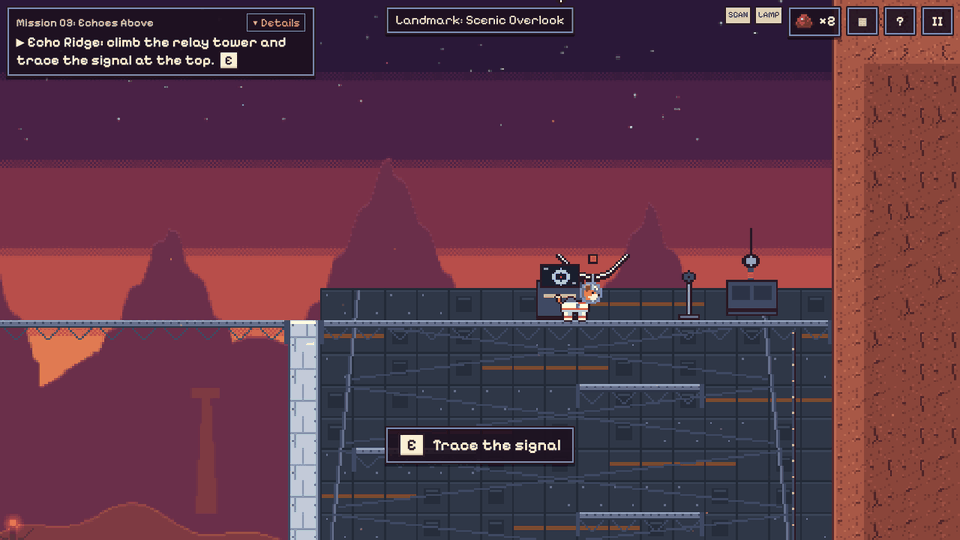 Mission 03: Echoes Above
▾ Details
▶ Echo Ridge: climb the relay tower and
trace the signal at the top. E
Landmark: Scenic Overlook
SCAN
LAMP
×8
?
E Trace the signal